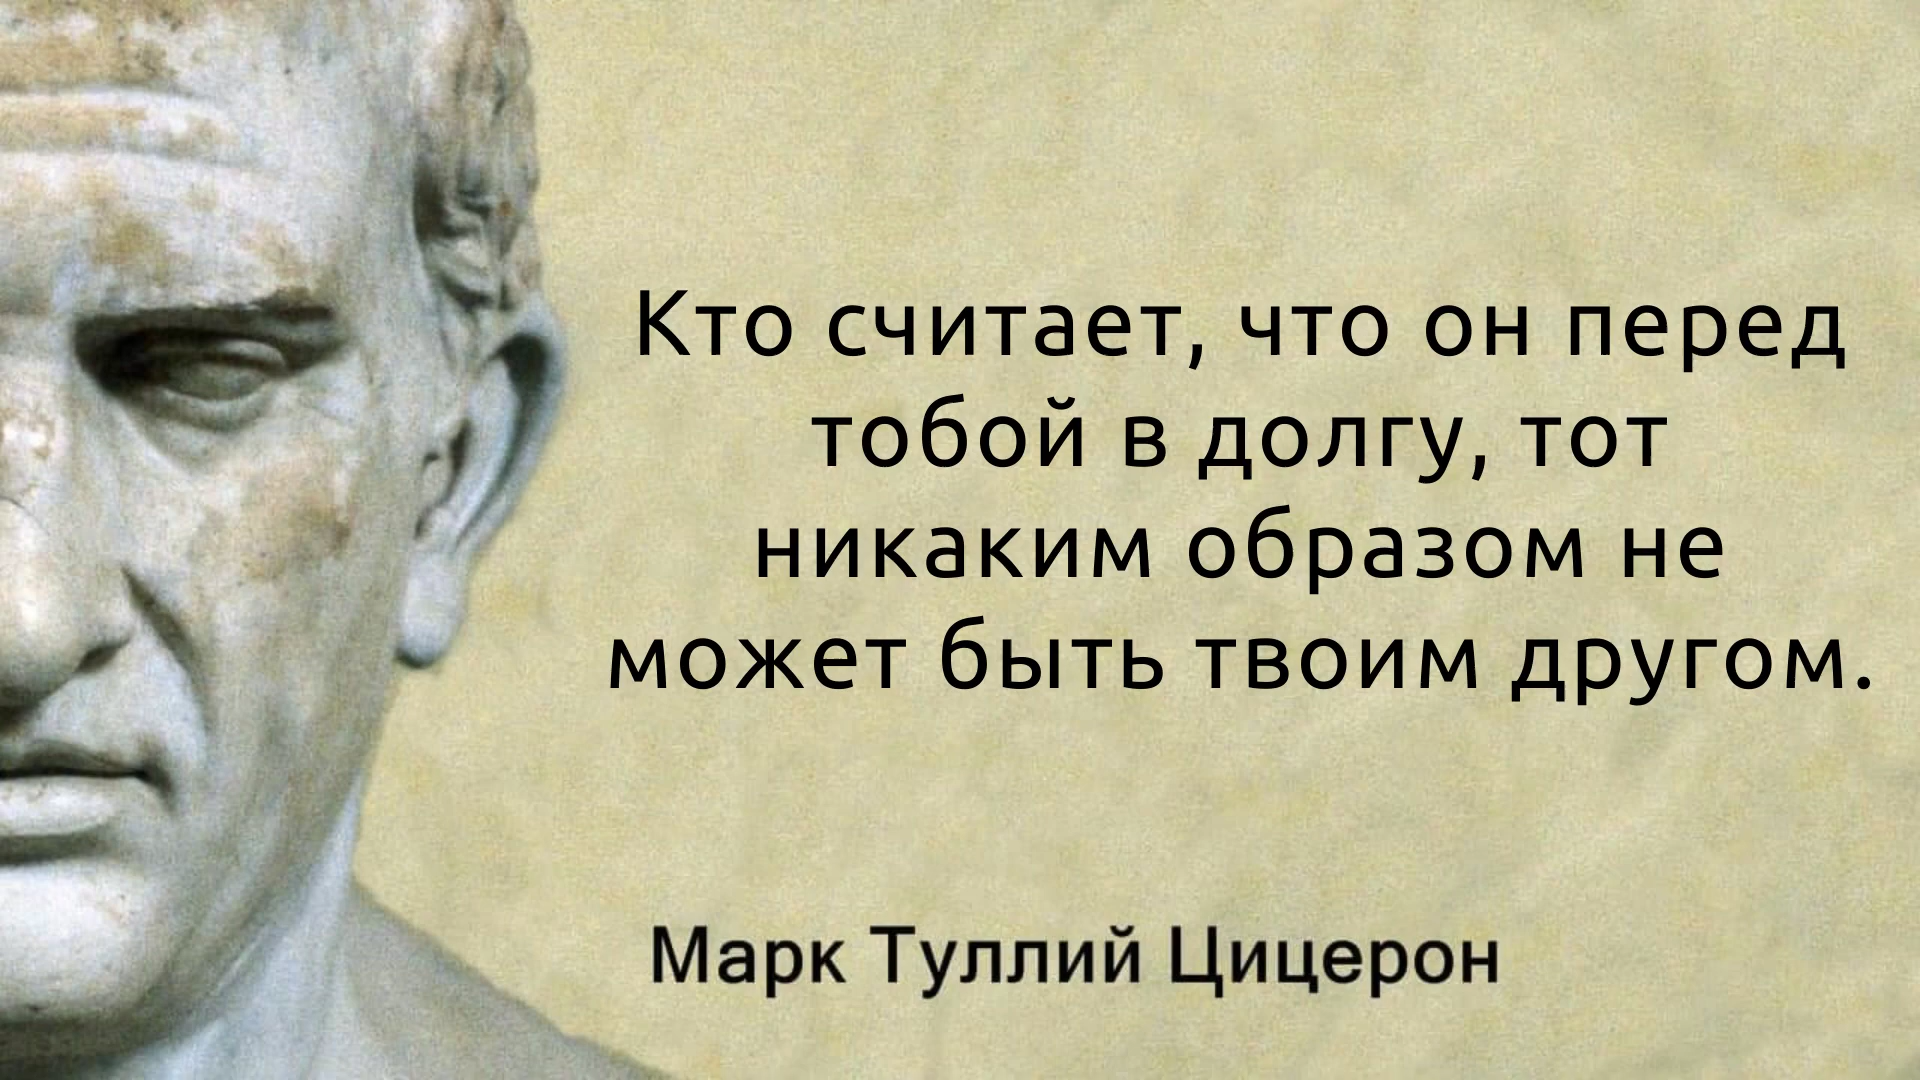 Кто считает, что он перед
тобой в долгу, тот
никаким образом не
может быть твоим другом.
Марк Туллий Цицерон